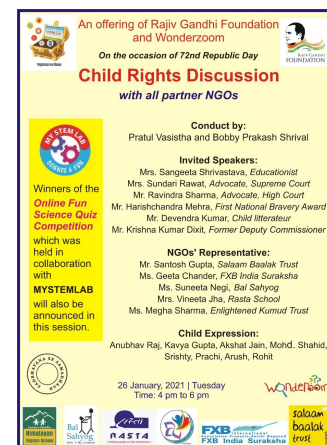 An offering of Rajiv Gandhi Foundation
and Wonderzoom
RAJIV GANDHI
FOUNDATION
On the occasion of 72nd Republic Day
Child Rights Discussion
with all partner NGOs
MY STEM LAB
SCIENCE & FUN
Winners of the
Online Fun
Science Quiz
Competition
which was
held in
collaboration
with
MYSTEMLAB
will also be
announced in
this session.
Conduct by:
Pratul Vasistha and Bobby Prakash Shrival
Invited Speakers:
Mrs. Sangeeta Shrivastava, Educationist
Mrs. Sundari Rawat, Advocate, Supreme Court
Mr. Ravindra Sharma, Advocate, High Court
Mr. Harishchandra Mehra, First National Bravery Award
Mr. Devendra Kumar, Child litterateur
Mr. Krishna Kumar Dixit, Former Deputy Commissioner
NGOs' Representative:
Mr. Santosh Gupta, Salaam Baalak Trust
Ms. Geeta Chander, FXB India Suraksha
Ms. Suneeta Negi, Bal Sahyog
Mrs. Vineeta Jha, Rasta School
Ms. Megha Sharma, Enlightened Kumud Trust
Child Expression:
Anubhav Raj, Kavya Gupta, Akshat Jain, Mohd. Shahid,
Srishty, Prachi, Arush, Rohit
26 January, 2021 | Tuesday
Time: 4 pm to 6 pm
Wonderoom
Himalayan
Bal
Sahyog
RASTA
FXB International
FXB India Suraksha
salaam
baalak
trust